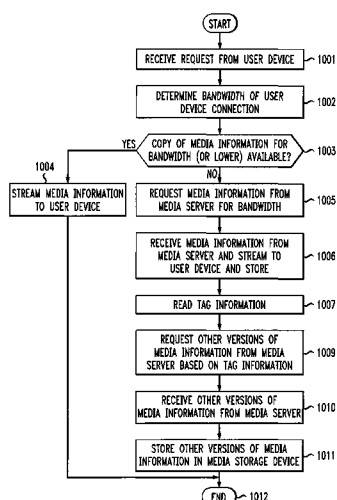 START
RECEIVE REQUEST FROM USER DEVICE
1001
DETERMINE BANDWIDTH OF USER
DEVICE CONNECTION
1002
YES
COPY OF MEDIA INFORMATION FOR
BANDWIDTH (OR LOWER) AVAILABLE?
1003
NO
1004
STREAM MEDIA INFORMATION
TO USER DEVICE
REQUEST MEDIA INFORMATION FROM
MEDIA SERVER FOR BANDWIDTH
1005
RECEIVE MEDIA INFORMATION FROM
MEDIA SERVER AND STREAM TO
USER DEVICE AND STORE
1006
READ TAG INFORMATION
1007
REQUEST OTHER VERSIONS OF
MEDIA INFORMATION FROM MEDIA
SERVER BASED ON TAG INFORMATION
1009
RECEIVE OTHER VERSIONS OF
MEDIA INFORMATION FROM MEDIA SERVER
1010
STORE OTHER VERSIONS OF MEDIA
INFORMATION IN MEDIA STORAGE DEVICE
1011
END
1012